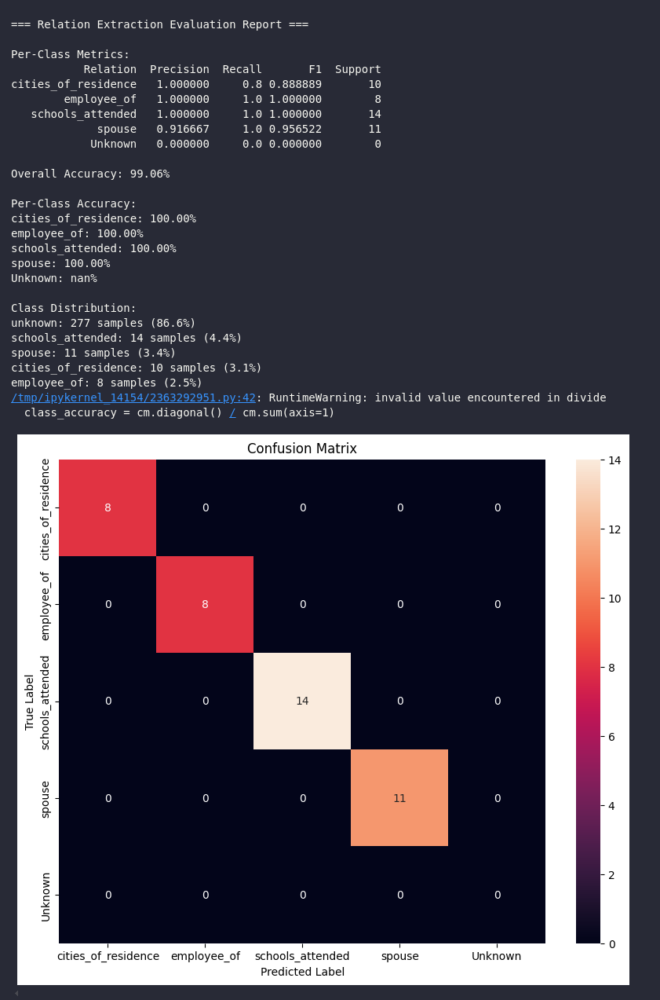 === Relation Extraction Evaluation Report ===
Per-Class Metrics:
Relation Precision Recall F1 Support
cities_of_residence 1.000000 0.8 0.888889 10
employee_of 1.000000 1.0 1.000000 8
schools_attended 1.000000 1.0 1.000000 14
spouse 0.916667 1.0 0.956522 11
Unknown 0.000000 0.0 0.000000 0
Overall Accuracy: 99.06%
Per-Class Accuracy:
cities_of_residence: 100.00%
employee_of: 100.00%
schools_attended: 100.00%
spouse: 100.00%
Unknown: nan%
Class Distribution:
unknown: 277 samples (86.6%)
schools_attended: 14 samples (4.4%)
spouse: 11 samples (3.4%)
cities_of_residence: 10 samples (3.1%)
employee_of: 8 samples (2.5%)
/tmp/ipykernel_14154/2363292951.py:42: RuntimeWarning: invalid value encountered in divide
class_accuracy = cm.diagonal() / cm.sum(axis=1)
Confusion Matrix
True Label
cities_of_residence
8 0 0 0 0
employee_of
0 8 0 0 0
schools_attended
0 0 14 0 0
spouse
0 0 0 11 0
Unknown
0 0 0 0 0
cities_of_residence employee_of schools_attended spouse Unknown
Predicted Label
14
12
10
8
6
4
2
0